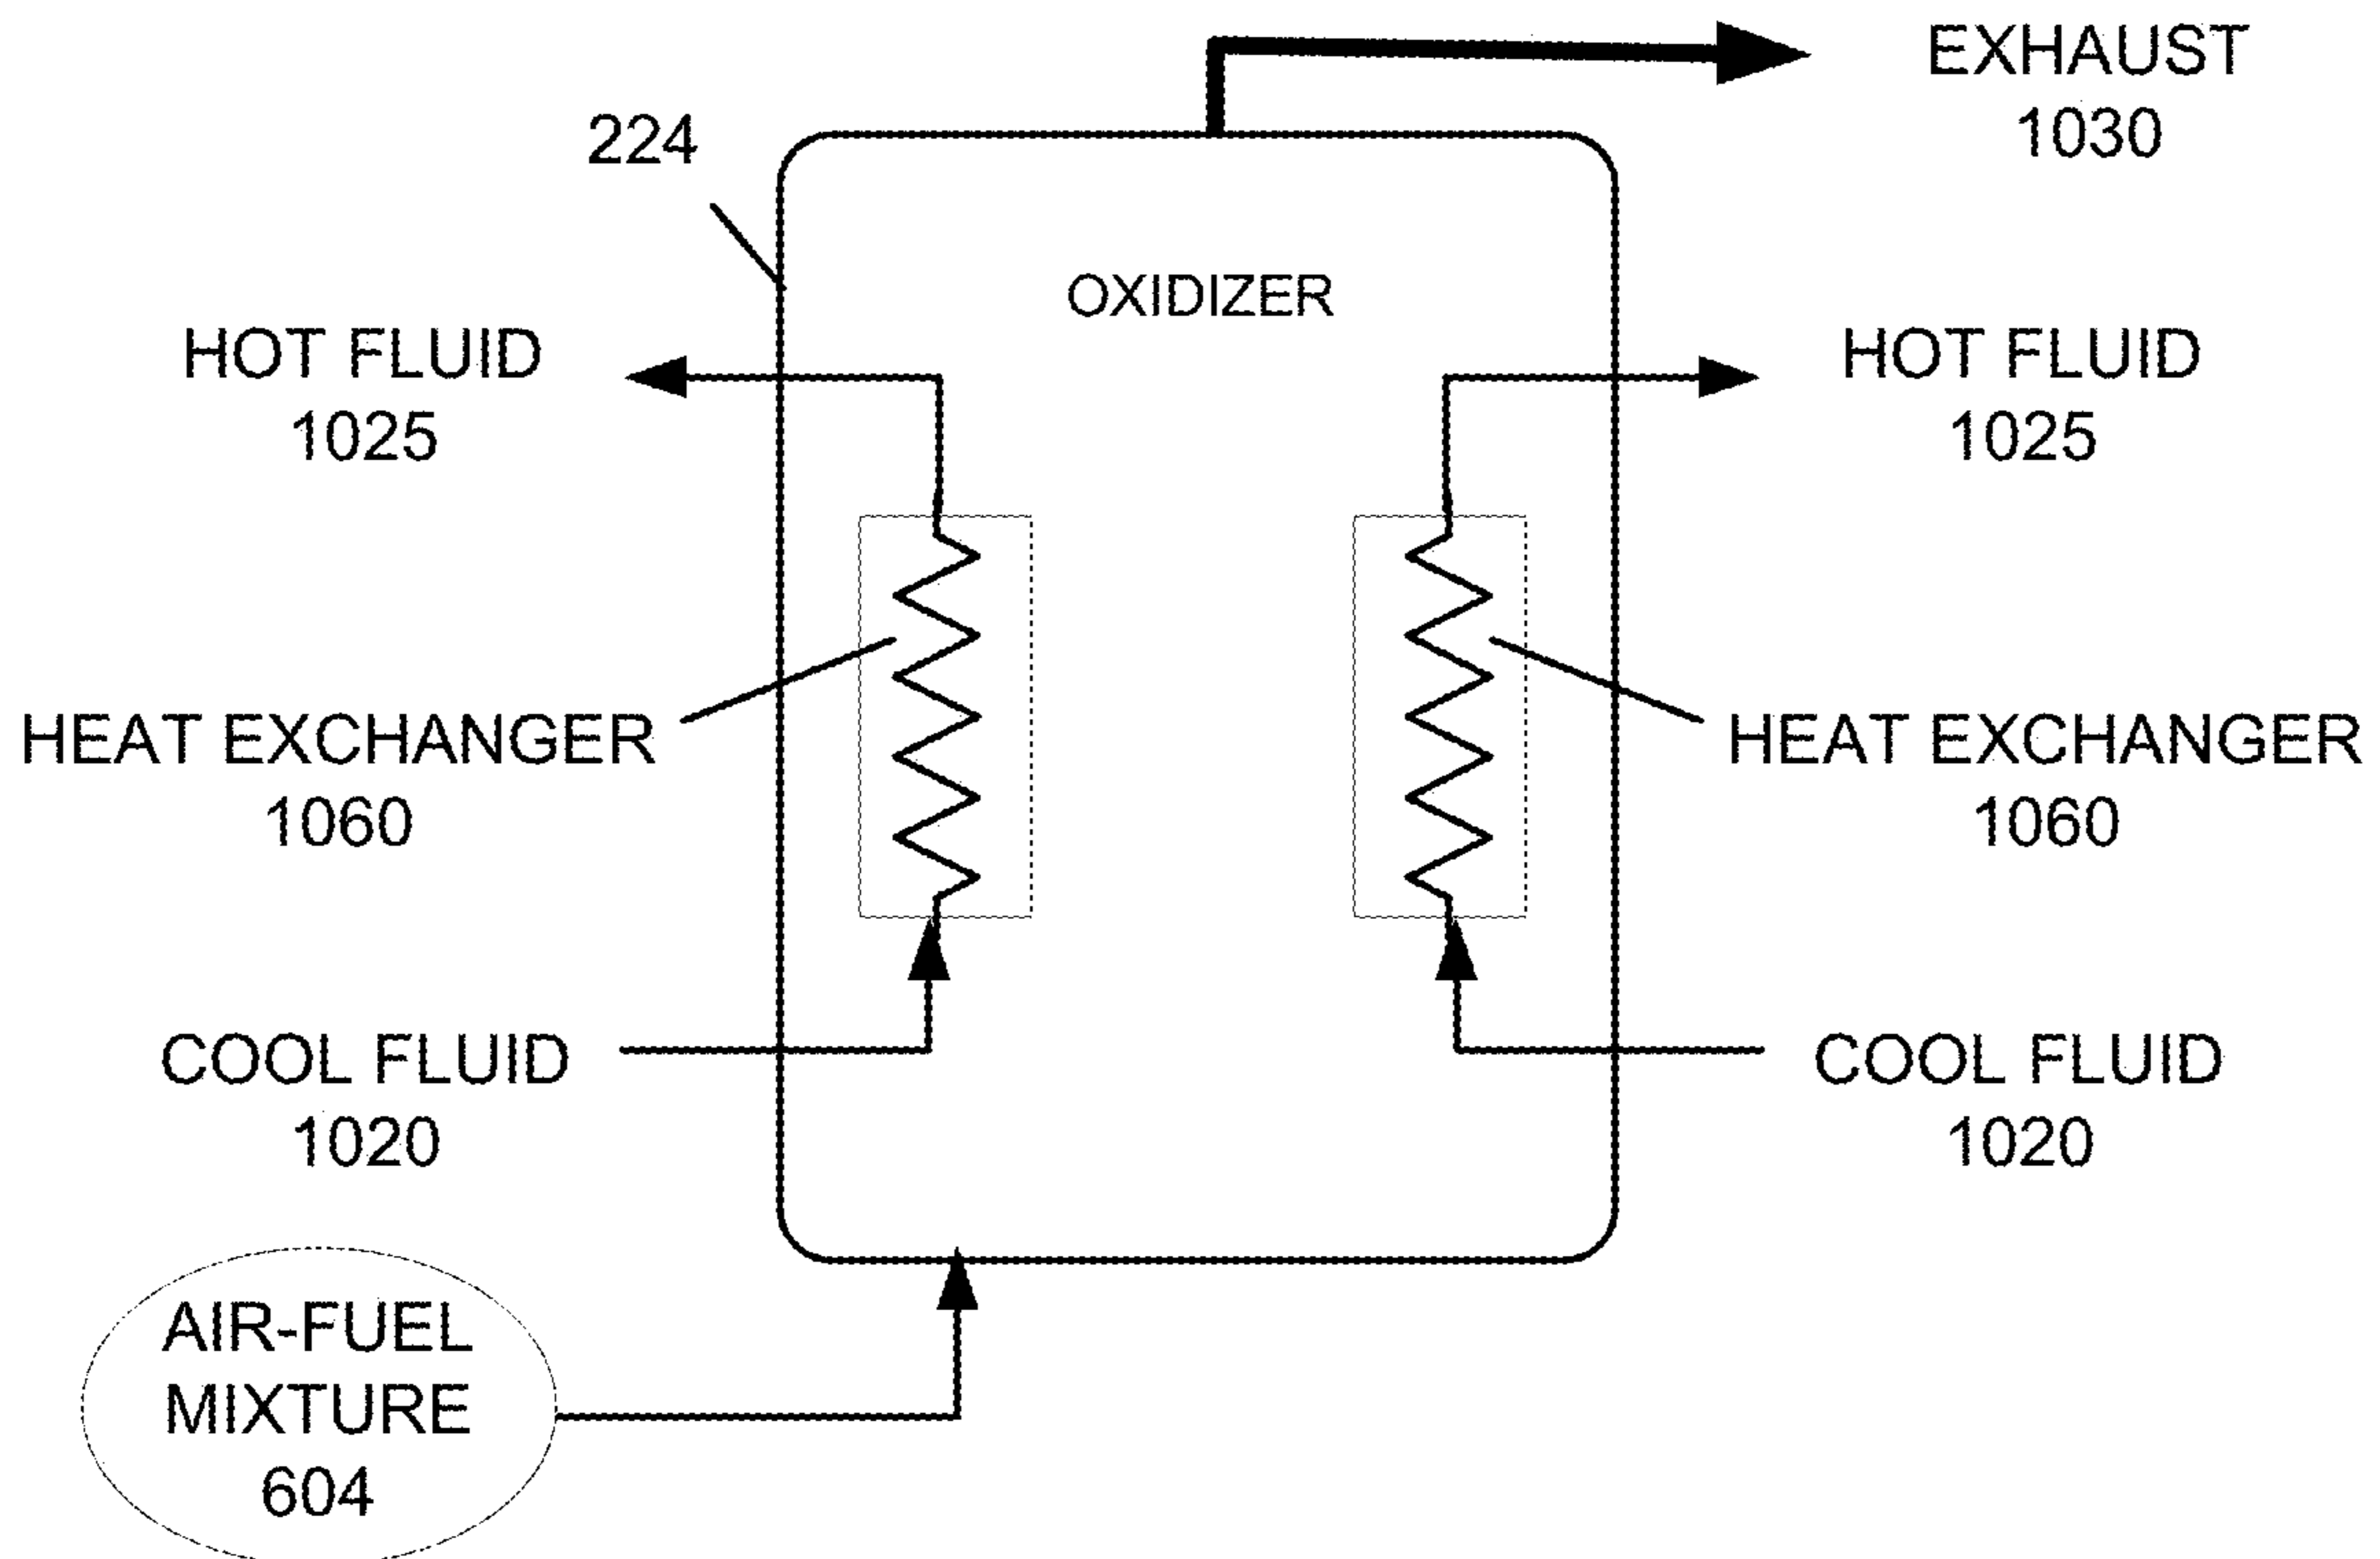 EXHAUST
1030
224
OXIDIZER
HOT FLUID
1025
HOT FLUID
1025
HEAT EXCHANGER
1060
HEAT EXCHANGER
1060
COOL FLUID
1020
COOL FLUID
1020
AIR-FUEL
MIXTURE
604